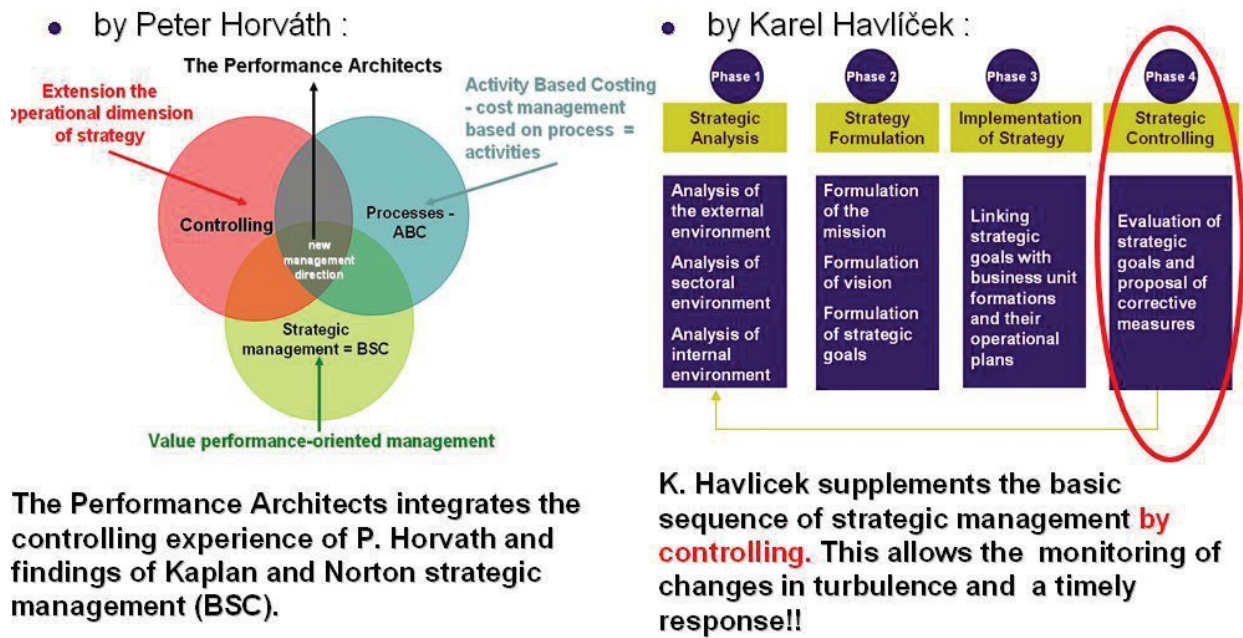 • by Peter Horváth :
The Performance Architects
Extension the
operational dimension
of strategy
Activity Based Costing
- cost management
based on process =
activities
Controlling
Processes -
ABC
new
management
direction
Strategic
management = BSC
Value performance-oriented management
The Performance Architects integrates the
controlling experience of P. Horvath and
findings of Kaplan and Norton strategic
management (BSC).
• by Karel Havlíček :
Phase 1
Strategic
Analysis
Analysis of
the external
environment
Analysis of
sectoral
environment
Analysis of
internal
environment
Phase 2
Strategy
Formulation
Formulation
of the
mission
Formulation
of vision
Formulation
of strategic
goals
Phase 3
Implementation
of Strategy
Linking
strategic
goals with
business unit
formations
and their
operational
plans
Phase 4
Strategic
Controlling
Evaluation of
strategic
goals and
proposal of
corrective
measures
K. Havlicek supplements the basic
sequence of strategic management by
controlling. This allows the monitoring of
changes in turbulence and a timely
response!!